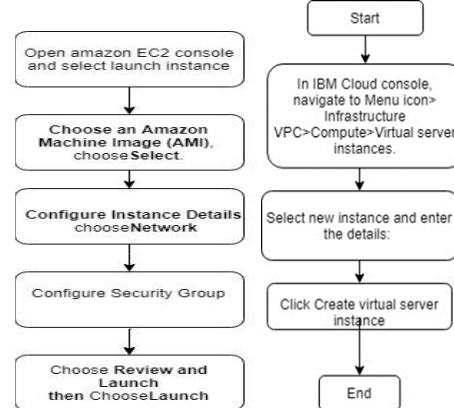 Open amazon EC2 console
and select launch instance
Choose an Amazon
Machine Image (AMI),
chooseSelect.
Configure Instance Details
chooseNetwork
Configure Security Group
Choose Review and
Launch
then ChooseLaunch
Start
In IBM Cloud console,
navigate to Menu icon>
Infrastructure
VPC>Compute>Virtual server
instances.
Select new instance and enter
the details:
Click Create virtual server
instance
End